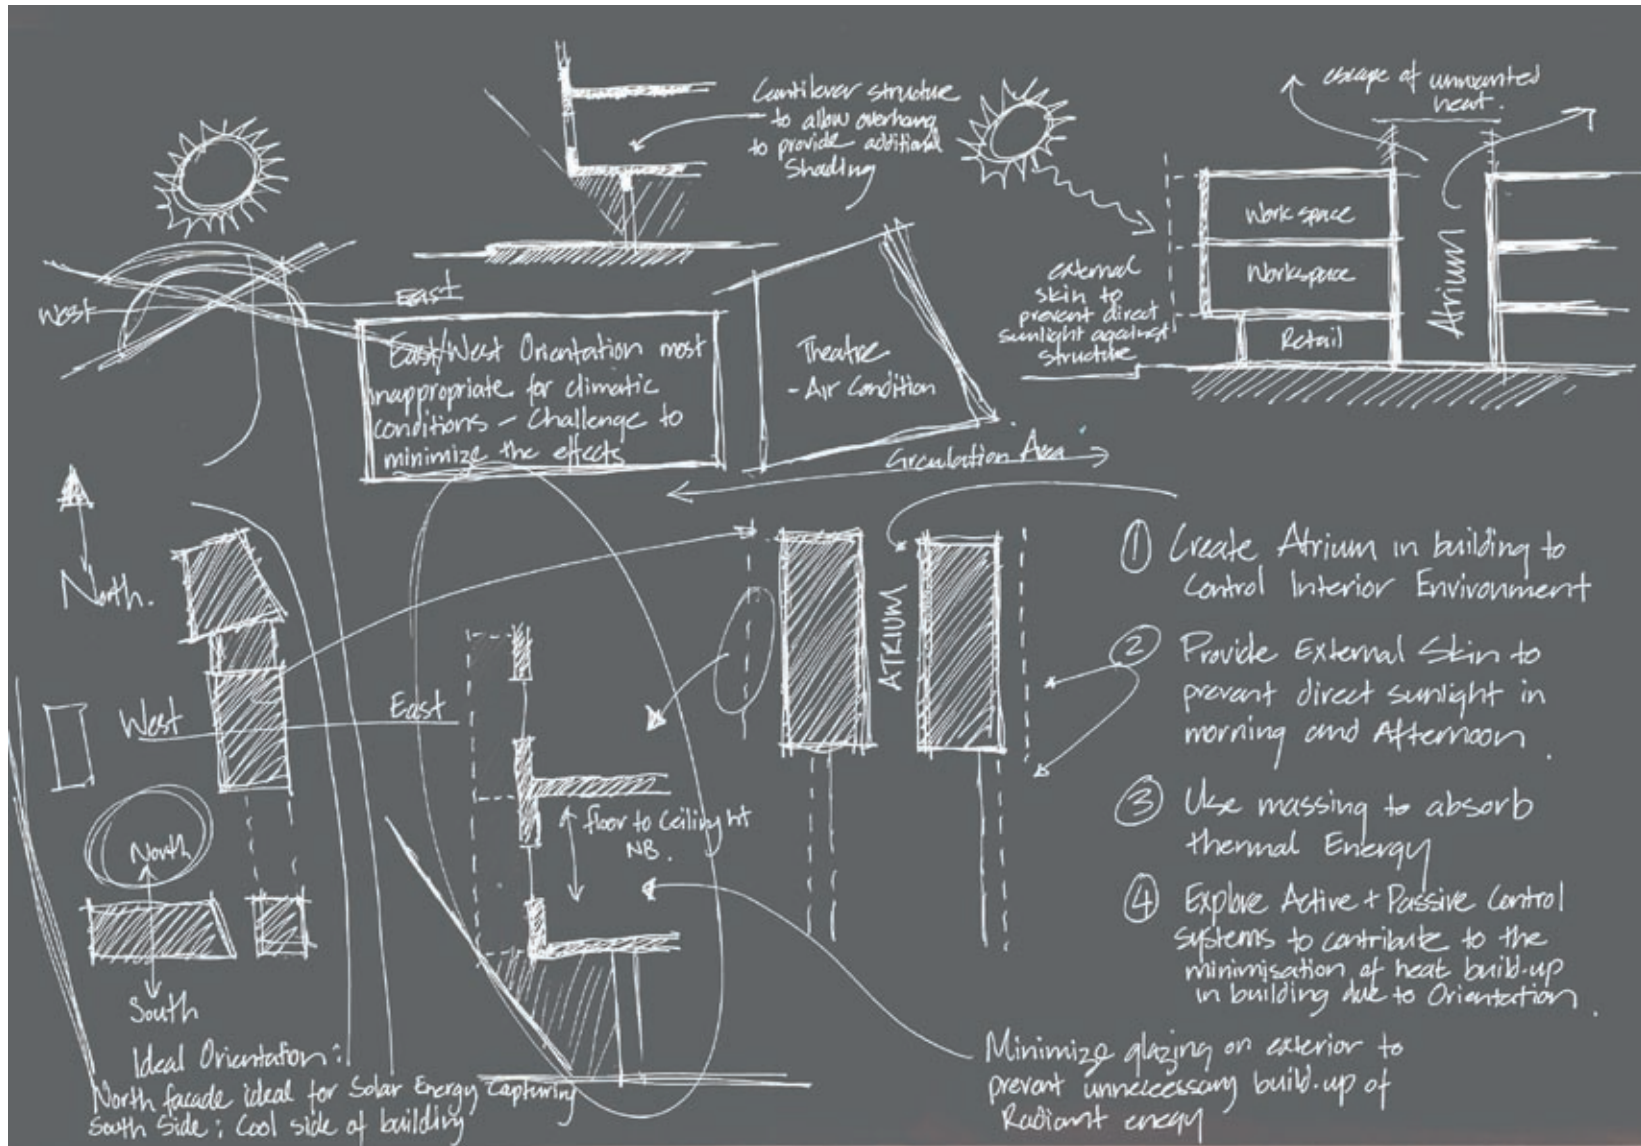 Cantilever structure
to allow overhang
to provide additional
Shading
escape of unwanted
heat.
Work space
Workspace
Retail
Atrium
external
skin to
prevent direct
sunlight against
structure
West
East
East/West Orientation most
inappropriate for climatic
conditions - Challenge to
minimize the effects
Theatre
- Air Condition
Circulation Area
North.
West
East
North
South
Ideal Orientation:
North facade ideal for Solar Energy Capturing
South Side: Cool side of building
floor to Ceiling ht
NB.
ATRIUM
① Create Atrium in building to
Control Interior Environment
② Provide External Skin to
prevent direct sunlight in
morning and Afternoon.
③ Use massing to absorb
thermal Energy
④ Explore Active + Passive Control
systems to contribute to the
minimisation of heat build-up
in building due to Orientation.
Minimize glazing on exterior to
prevent unnecessary build-up of
Radiant energy